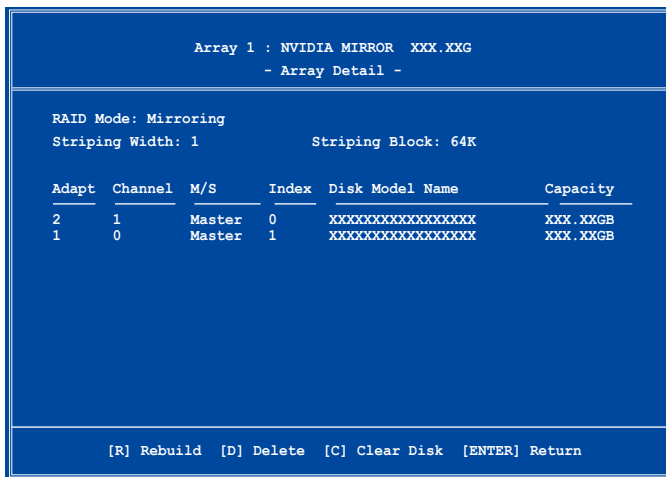 Array 1 : NVIDIA MIRROR XXX.XXG
- Array Detail -
RAID Mode: Mirroring
Striping Width: 1 Striping Block: 64K
Adapt Channel M/S Index Disk Model Name Capacity
2 1 Master 0 XXXXXXXXXXXXXXXXX XXX.XXGB
1 0 Master 1 XXXXXXXXXXXXXXXXX XXX.XXGB
[R] Rebuild [D] Delete [C] Clear Disk [ENTER] Return